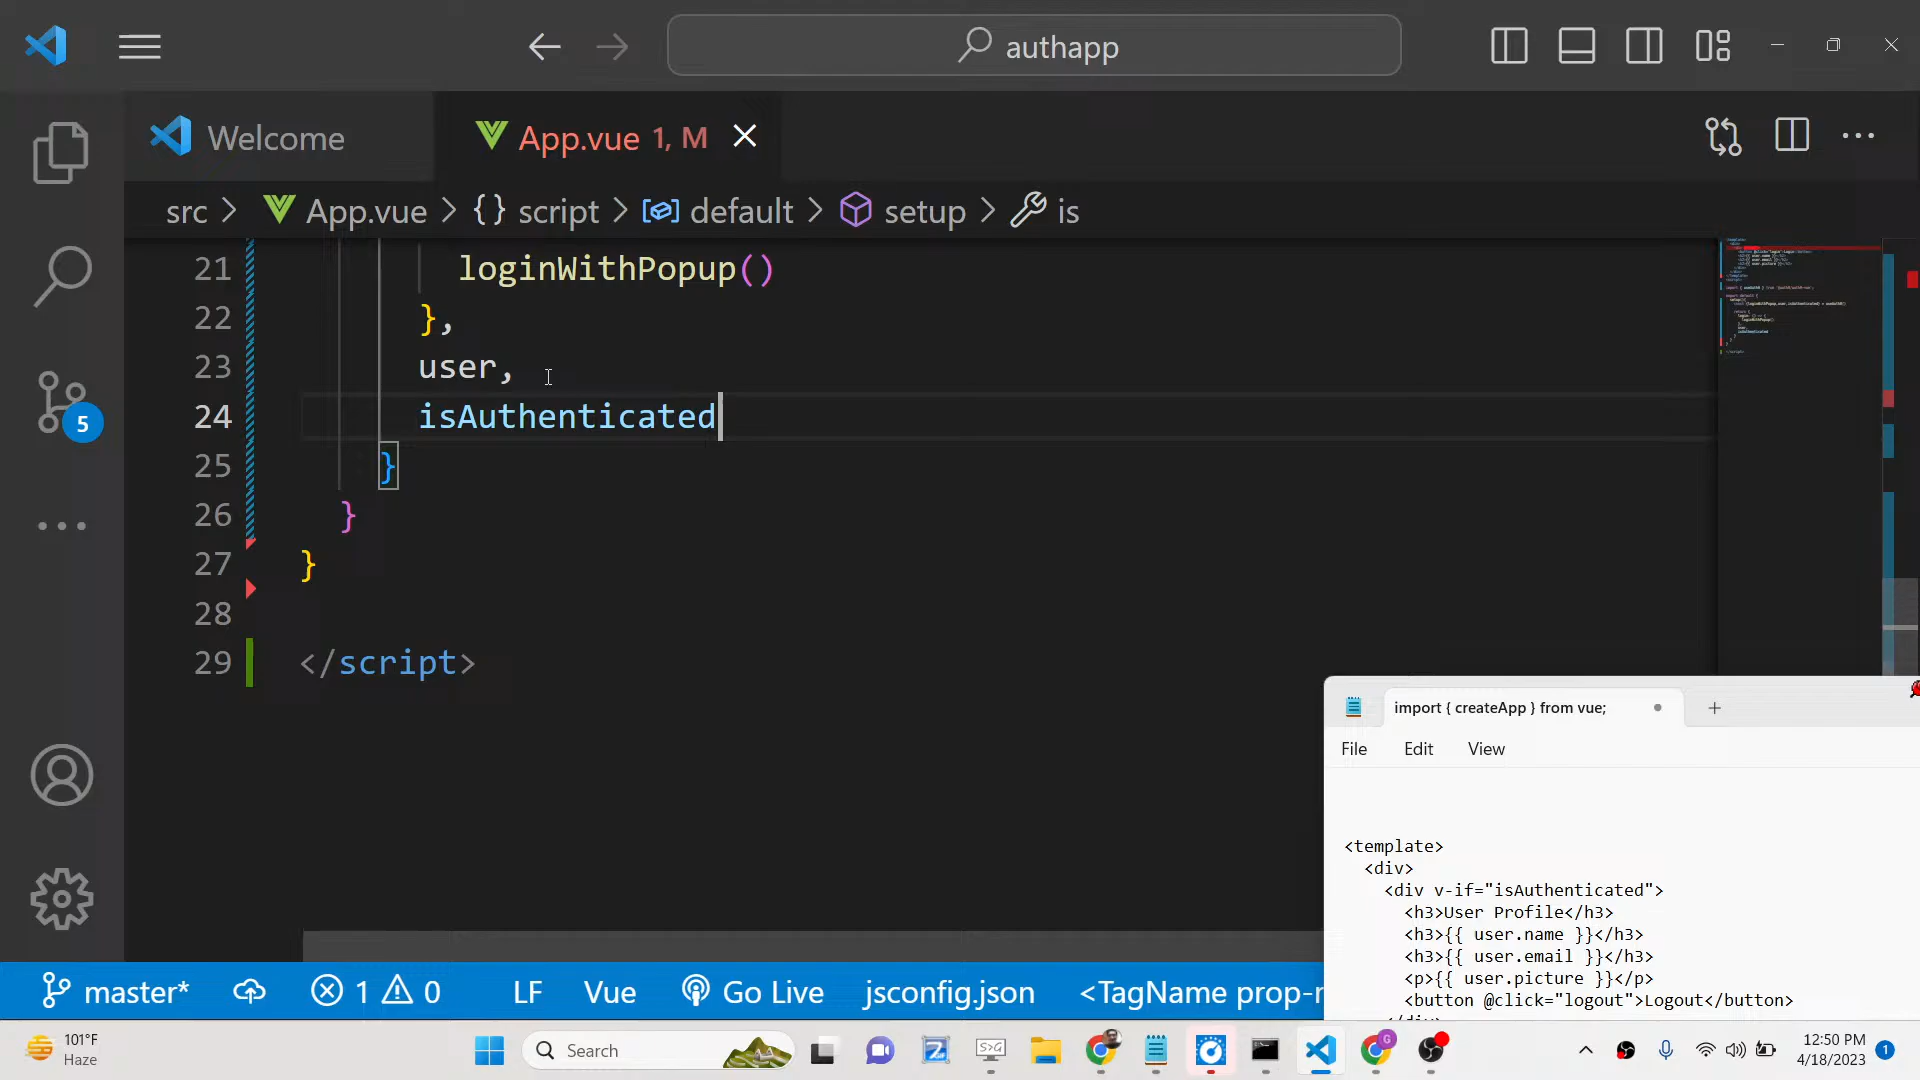 authapp
Welcome
App.vue 1, M
src > App.vue > {} script > default > setup > is
21 loginWithPopup()
22 },
23 user,
24 isAuthenticated
25 }
26 }
27 }
28
29 </script>
5
import { createApp } from vue;
File Edit View
<template>
<div>
<div v-if="isAuthenticated">
<h3>User Profile</h3>
<h3>{{ user.name }}</h3>
<h3>{{ user.email }}</h3>
<p>{{ user.picture }}</p>
<button @click="logout">Logout</button>
master* 1 0 LF Vue Go Live jsconfig.json <TagName prop-
101°F
Haze
Search
12:50 PM
4/18/2023
1